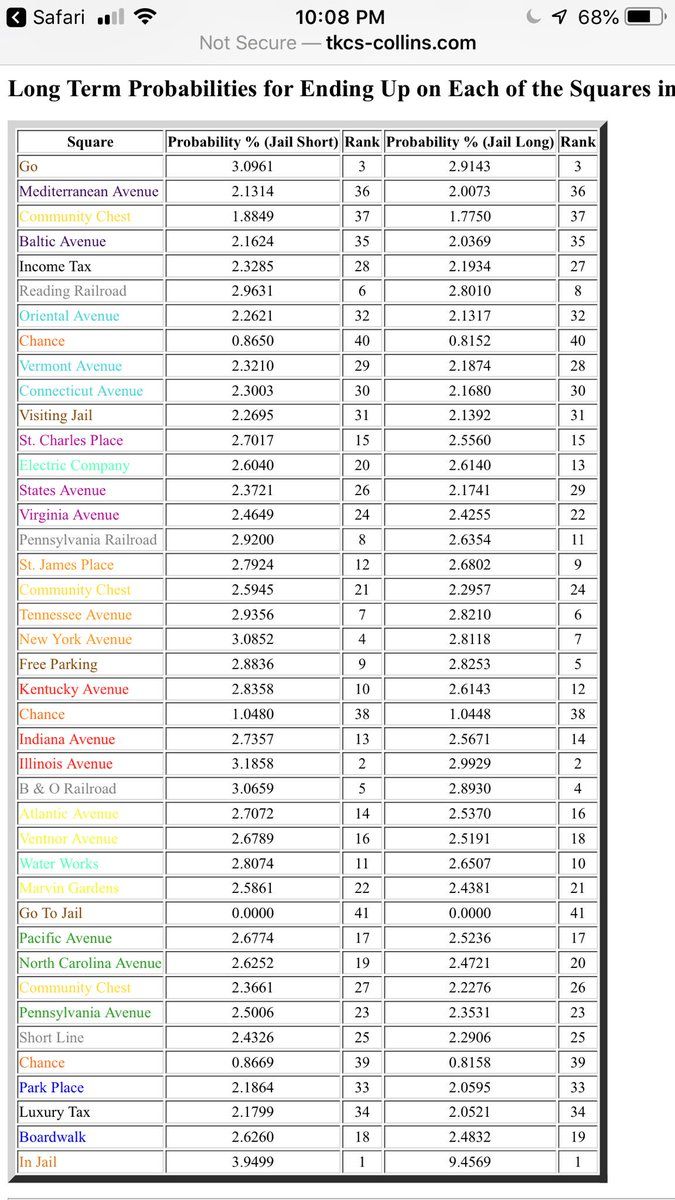 Safari 10:08 PM 68%
Not Secure — tkcs-collins.com
Long Term Probabilities for Ending Up on Each of the Squares in
Square Probability % (Jail Short) Rank Probability % (Jail Long) Rank
Go 3.0961 3 2.9143 3
Mediterranean Avenue 2.1314 36 2.0073 36
Community Chest 1.8849 37 1.7750 37
Baltic Avenue 2.1624 35 2.0369 35
Income Tax 2.3285 28 2.1934 27
Reading Railroad 2.9631 6 2.8010 8
Oriental Avenue 2.2621 32 2.1317 32
Chance 0.8650 40 0.8152 40
Vermont Avenue 2.3210 29 2.1874 28
Connecticut Avenue 2.3003 30 2.1680 30
Visiting Jail 2.2695 31 2.1392 31
St. Charles Place 2.7017 15 2.5560 15
Electric Company 2.6040 20 2.6140 13
States Avenue 2.3721 26 2.1741 29
Virginia Avenue 2.4649 24 2.4255 22
Pennsylvania Railroad 2.9200 8 2.6354 11
St. James Place 2.7924 12 2.6802 9
Community Chest 2.5945 21 2.2957 24
Tennessee Avenue 2.9356 7 2.8210 6
New York Avenue 3.0852 4 2.8118 7
Free Parking 2.8836 9 2.8253 5
Kentucky Avenue 2.8358 10 2.6143 12
Chance 1.0480 38 1.0448 38
Indiana Avenue 2.7357 13 2.5671 14
Illinois Avenue 3.1858 2 2.9929 2
B & O Railroad 3.0659 5 2.8930 4
Atlantic Avenue 2.7072 14 2.5370 16
Ventnor Avenue 2.6789 16 2.5191 18
Water Works 2.8074 11 2.6507 10
Marvin Gardens 2.5861 22 2.4381 21
Go To Jail 0.0000 41 0.0000 41
Pacific Avenue 2.6774 17 2.5236 17
North Carolina Avenue 2.6252 19 2.4721 20
Community Chest 2.3661 27 2.2276 26
Pennsylvania Avenue 2.5006 23 2.3531 23
Short Line 2.4326 25 2.2906 25
Chance 0.8669 39 0.8158 39
Park Place 2.1864 33 2.0595 33
Luxury Tax 2.1799 34 2.0521 34
Boardwalk 2.6260 18 2.4832 19
In Jail 3.9499 1 9.4569 1